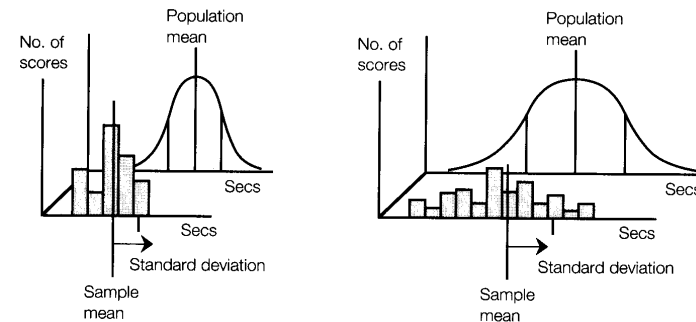 Population
mean
No. of
scores
Secs
Secs
Standard deviation
Sample
mean
Population
mean
No. of
scores
Secs
Secs
Standard deviation
Sample
mean